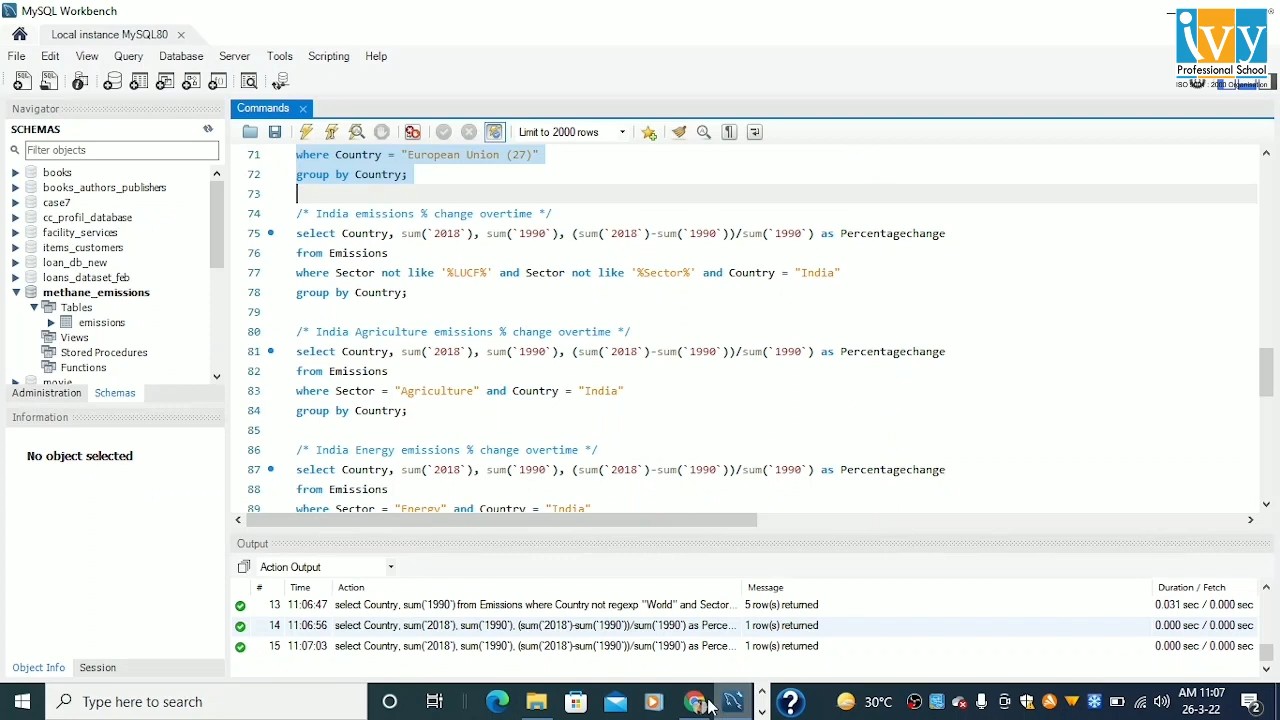 MySQL Workbench
Local instance MySQL80
File Edit View Query Database Server Tools Scripting Help
ivy
Professional School
Navigator
SCHEMAS
Filter objects
books
books_authors_publishers
case7
cc_profil_database
facility_services
items_customers
loan_db_new
loans_dataset_feb
methane_emissions
Tables
emissions
Views
Stored Procedures
Functions
movie
Administration Schemas
Information
No object selected
Object Info Session
Commands
Limit to 2000 rows
71 where Country = "European Union (27)"
72 group by Country;
73
74 /* India emissions % change overtime */
75 select Country, sum(`2018`), sum(`1990`), (sum(`2018`)-sum(`1990`))/sum(`1990`) as Percentagechange
76 from Emissions
77 where Sector not like '%LUCF%' and Sector not like '%Sector%' and Country = "India"
78 group by Country;
79
80 /* India Agriculture emissions % change overtime */
81 select Country, sum(`2018`), sum(`1990`), (sum(`2018`)-sum(`1990`))/sum(`1990`) as Percentagechange
82 from Emissions
83 where Sector = "Agriculture" and Country = "India"
84 group by Country;
85
86 /* India Energy emissions % change overtime */
87 select Country, sum(`2018`), sum(`1990`), (sum(`2018`)-sum(`1990`))/sum(`1990`) as Percentagechange
88 from Emissions
89 where Sector = "Energy" and Country = "India"
Output
Action Output
# Time Action Message Duration / Fetch
13 11:06:47 select Country, sum(`1990`) from Emissions where Country not regexp "World" and Sector... 5 row(s) returned 0.031 sec / 0.000 sec
14 11:06:56 select Country, sum(`2018`), sum(`1990`), (sum(`2018`)-sum(`1990`))/sum(`1990`) as Perce... 1 row(s) returned 0.000 sec / 0.000 sec
15 11:07:03 select Country, sum(`2018`), sum(`1990`), (sum(`2018`)-sum(`1990`))/sum(`1990`) as Perce... 1 row(s) returned 0.000 sec / 0.000 sec
Type here to search
30°C
AM 11:07
26-3-22
2